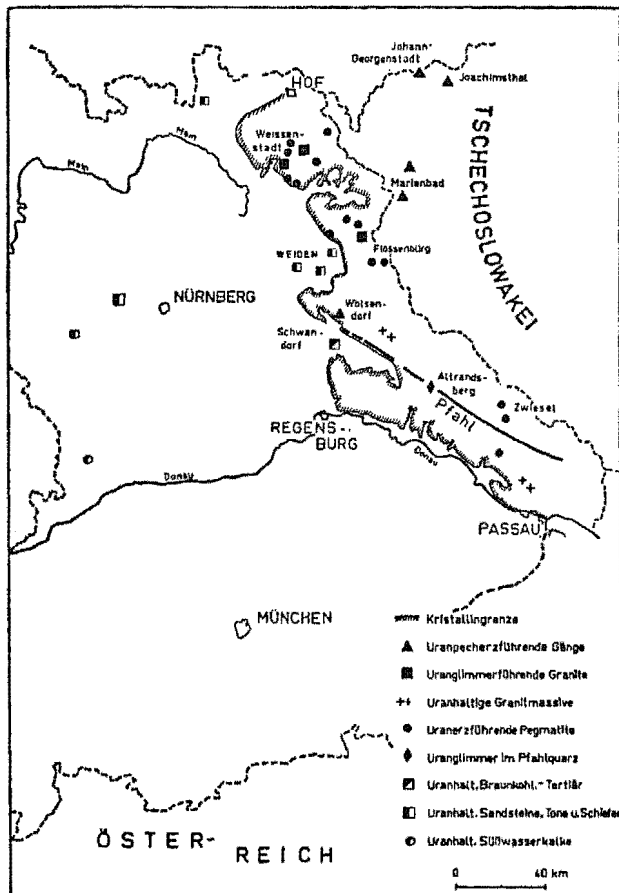 Johann-
Georgenstadt
Joachimsthal
HOF
TSCHECHOSLOWAKEI
Weissen-
stadt
Main
Main
Marienbad
Flossenbürg
WEIDEN
NÜRNBERG
Wölsen-
dorf
Schwan-
dorf
Altrands-
berg
Zwiesel
Pfahl
REGENS-
BURG
Donau
Donau
PASSAU
MÜNCHEN
Kristallingrenze
Uranpecherzführende Gänge
Uranglimmerführende Granite
Uranhaltige Granitmassive
Uranerzführende Pegmatite
Uranglimmer im Pfahlquarz
Uranhalt. Braunkohl.-Tertiär
Uranhalt. Sandsteine, Tone u. Schiefer
Uranhalt. Süßwasserkalke
ÖSTER-
REICH
0 40 km